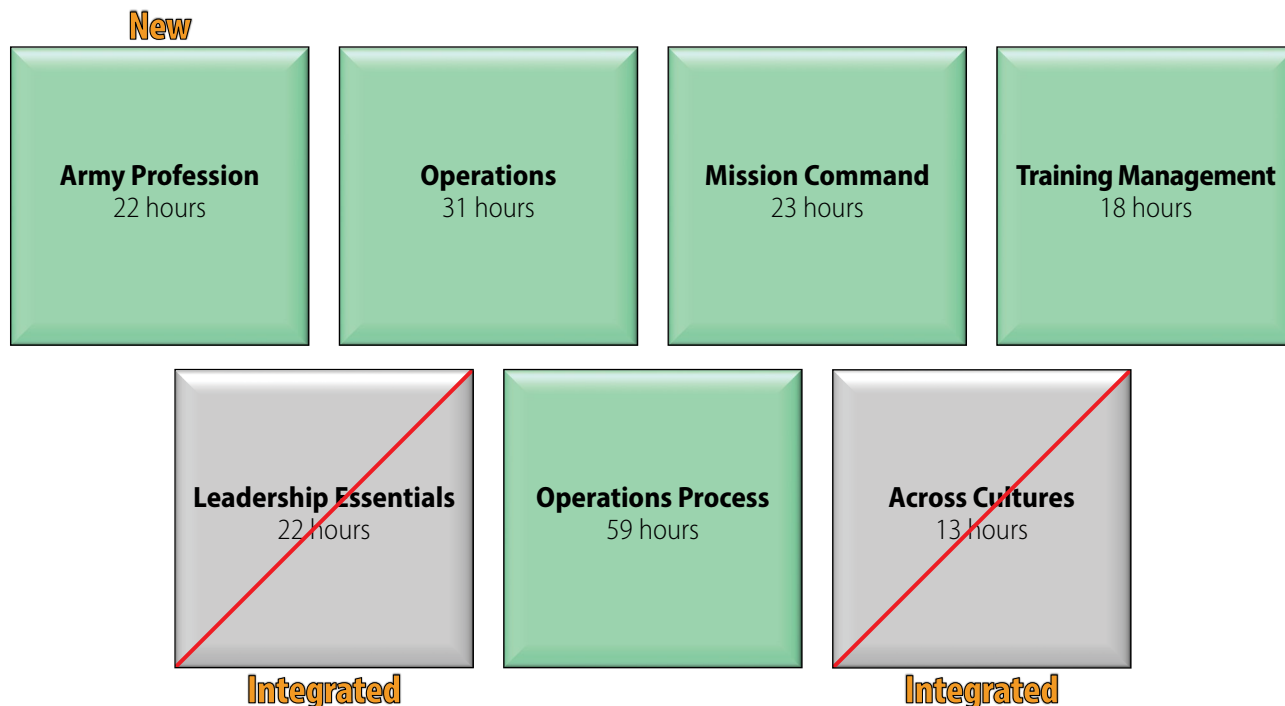 New
Army Profession
22 hours
Operations
31 hours
Mission Command
23 hours
Training Management
18 hours
Leadership Essentials
22 hours
Operations Process
59 hours
Across Cultures
13 hours
Integrated
Integrated